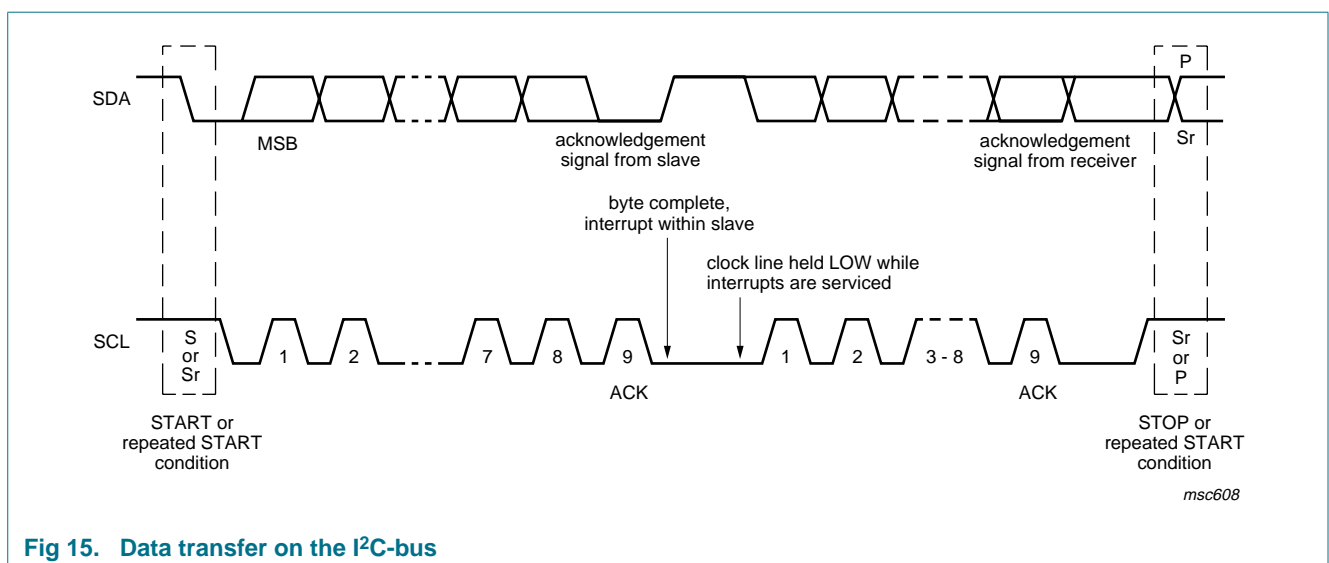 P
SDA
MSB
acknowledgement
signal from slave
acknowledgement
signal from receiver
Sr
byte complete,
interrupt within slave
clock line held LOW while
interrupts are serviced
SCL
S
or
Sr
1
2
7
8
9
1
2
3 - 8
9
Sr
or
P
ACK
ACK
START or
repeated START
condition
STOP or
repeated START
condition
msc608
Fig 15. Data transfer on the I²C-bus